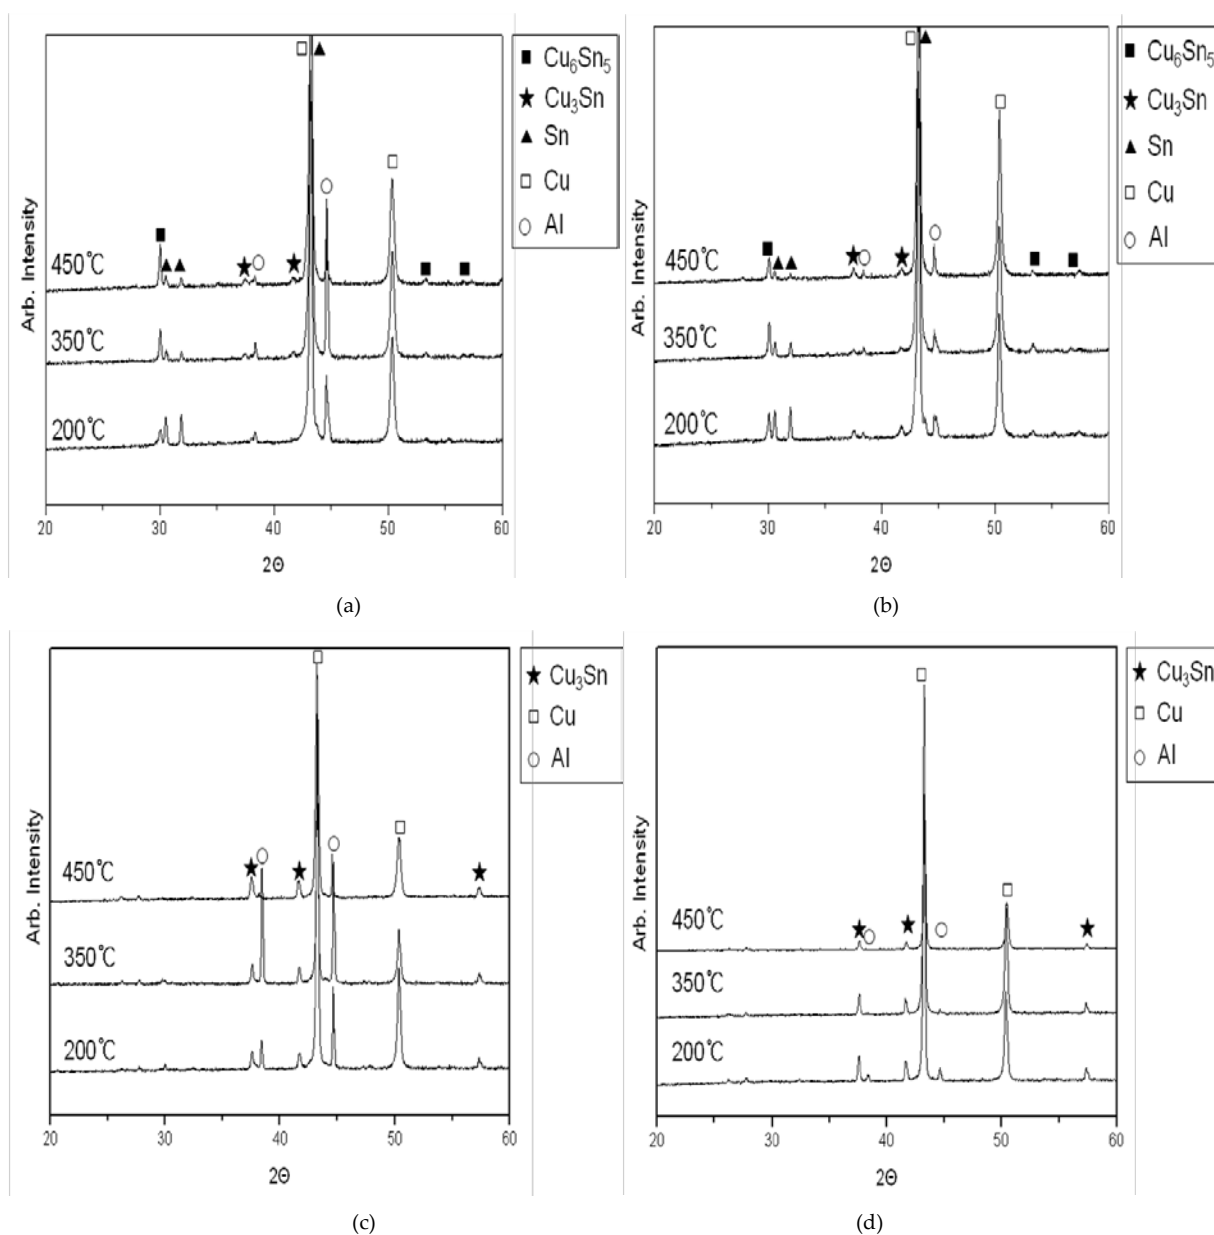 Cu6Sn5
Cu3Sn
Sn
Cu
Al
Arb. Intensity
450℃
350℃
200℃
20 30 40 50 60
2Θ
(a)
Cu6Sn5
Cu3Sn
Sn
Cu
Al
Arb. Intensity
450℃
350℃
200℃
20 30 40 50 60
2Θ
(b)
Cu3Sn
Cu
Al
Arb. Intensity
450℃
350℃
200℃
20 30 40 50 60
2Θ
(c)
Cu3Sn
Cu
Al
Arb. Intensity
450℃
350℃
200℃
20 30 40 50 60
2Θ
(d)